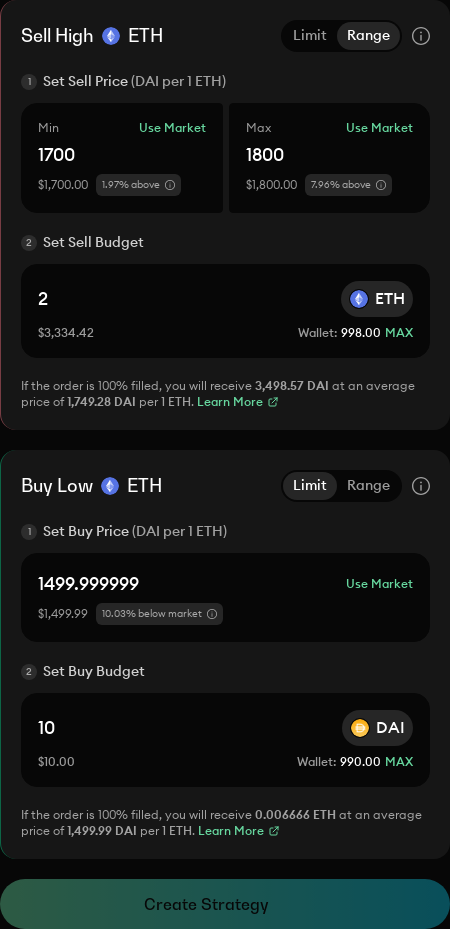 Sell High ETH Limit Range
1 Set Sell Price (DAI per 1 ETH)
Min Use Market Max Use Market
1700 1800
$1,700.00 1.97% above $1,800.00 7.96% above
2 Set Sell Budget
2 ETH
$3,334.42 Wallet: 998.00 MAX
If the order is 100% filled, you will receive 3,498.57 DAI at an average
price of 1,749.28 DAI per 1 ETH. Learn More
Buy Low ETH Limit Range
1 Set Buy Price (DAI per 1 ETH)
1499.999999 Use Market
$1,499.99 10.03% below market
2 Set Buy Budget
10 DAI
$10.00 Wallet: 990.00 MAX
If the order is 100% filled, you will receive 0.006666 ETH at an average
price of 1,499.99 DAI per 1 ETH. Learn More
Create Strategy